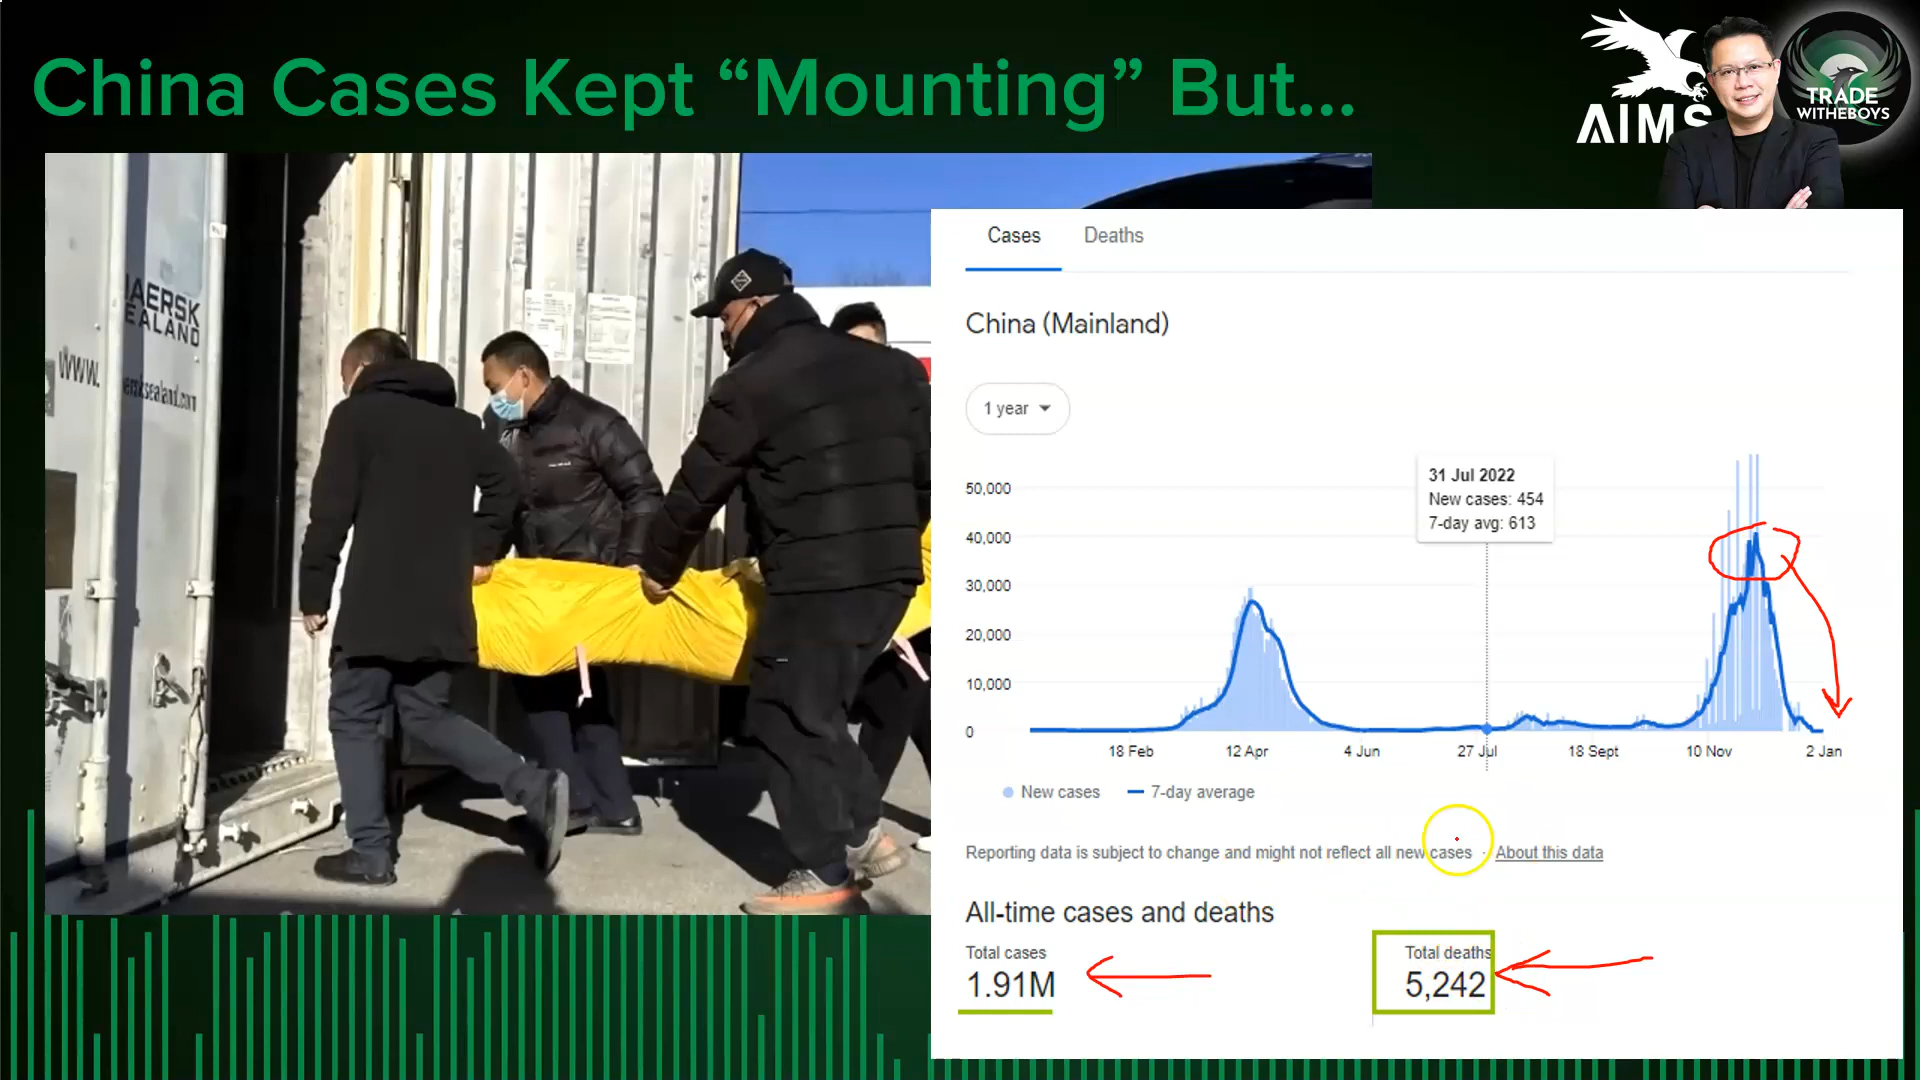 China Cases Kept “Mounting” But...
AIMS
TRADE
WITHEBOYS
AERSK
EALAND
WWW.
ersksealand.com
Cases Deaths
China (Mainland)
1 year
31 Jul 2022
New cases: 454
7-day avg: 613
50,000
40,000
30,000
20,000
10,000
0
18 Feb 12 Apr 4 Jun 27 Jul 18 Sept 10 Nov 2 Jan
New cases 7-day average
Reporting data is subject to change and might not reflect all new cases · About this data
All-time cases and deaths
Total cases Total deaths
1.91M 5,242